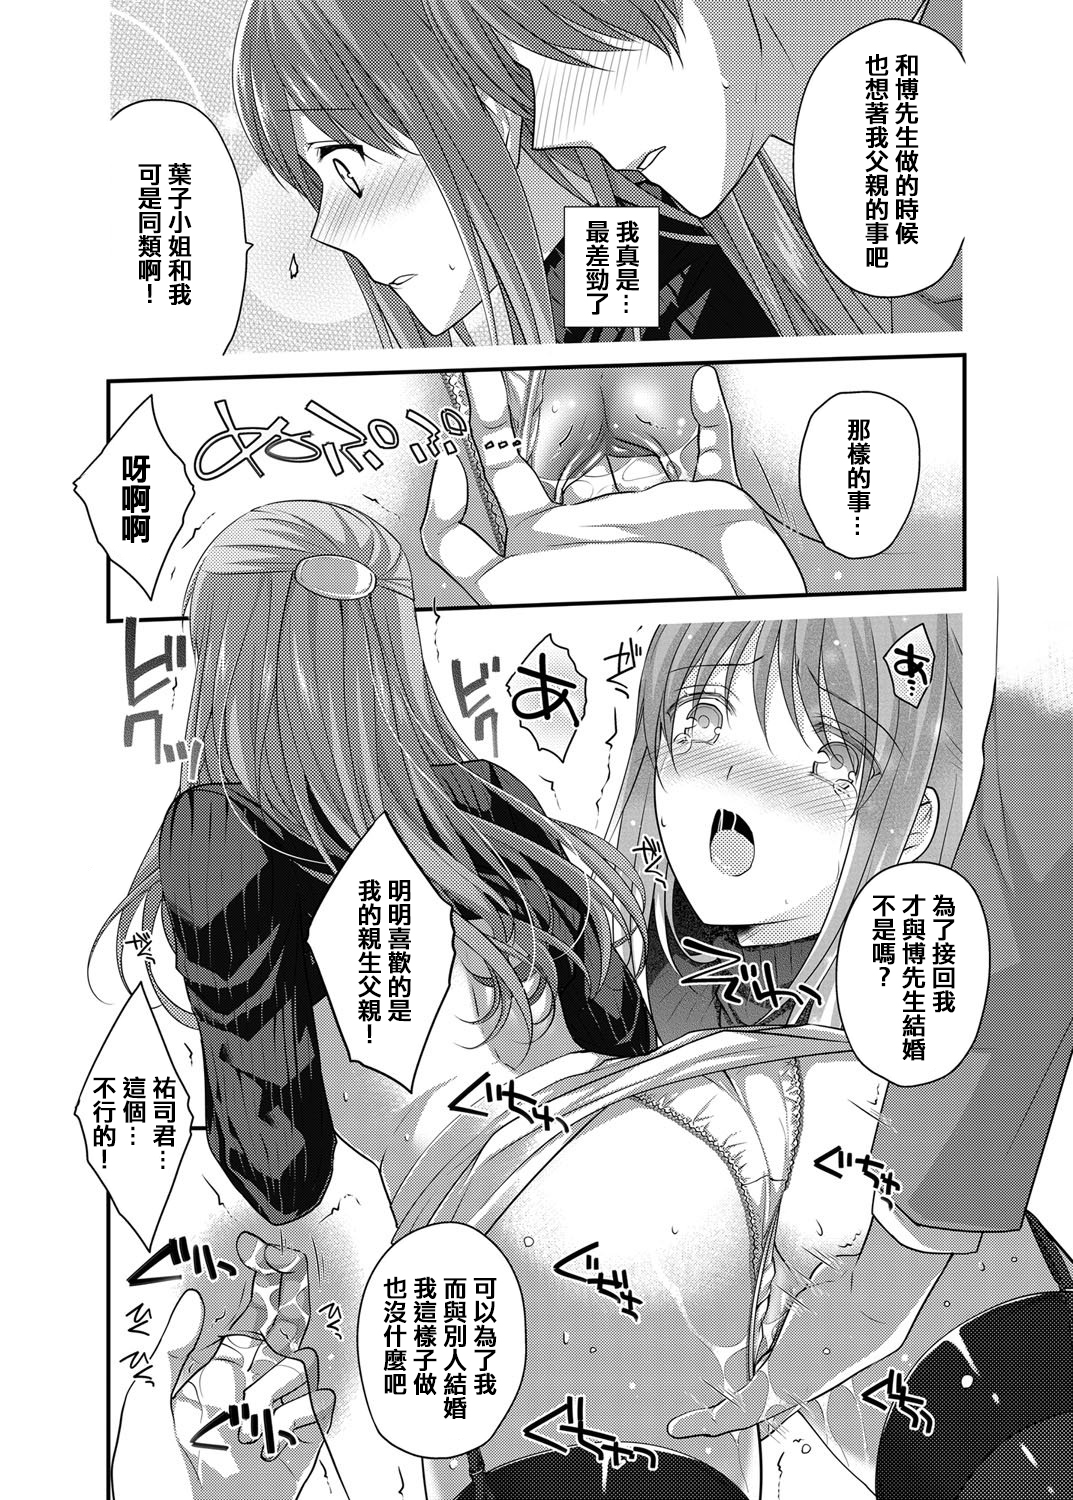 和博先生做的時候
也想著我父親的事吧
我真是…
最差勁了
葉子小姐和我
可是同類啊！
那樣的事…
呀啊啊
あ
あ…
為了接回我
才與博先生結婚
不是嗎？
明明喜歡的是
我的親生父親！
祐司君…
這個…
不行的！
可以為了我
而與別人結婚
我這樣子做
也沒什麼吧